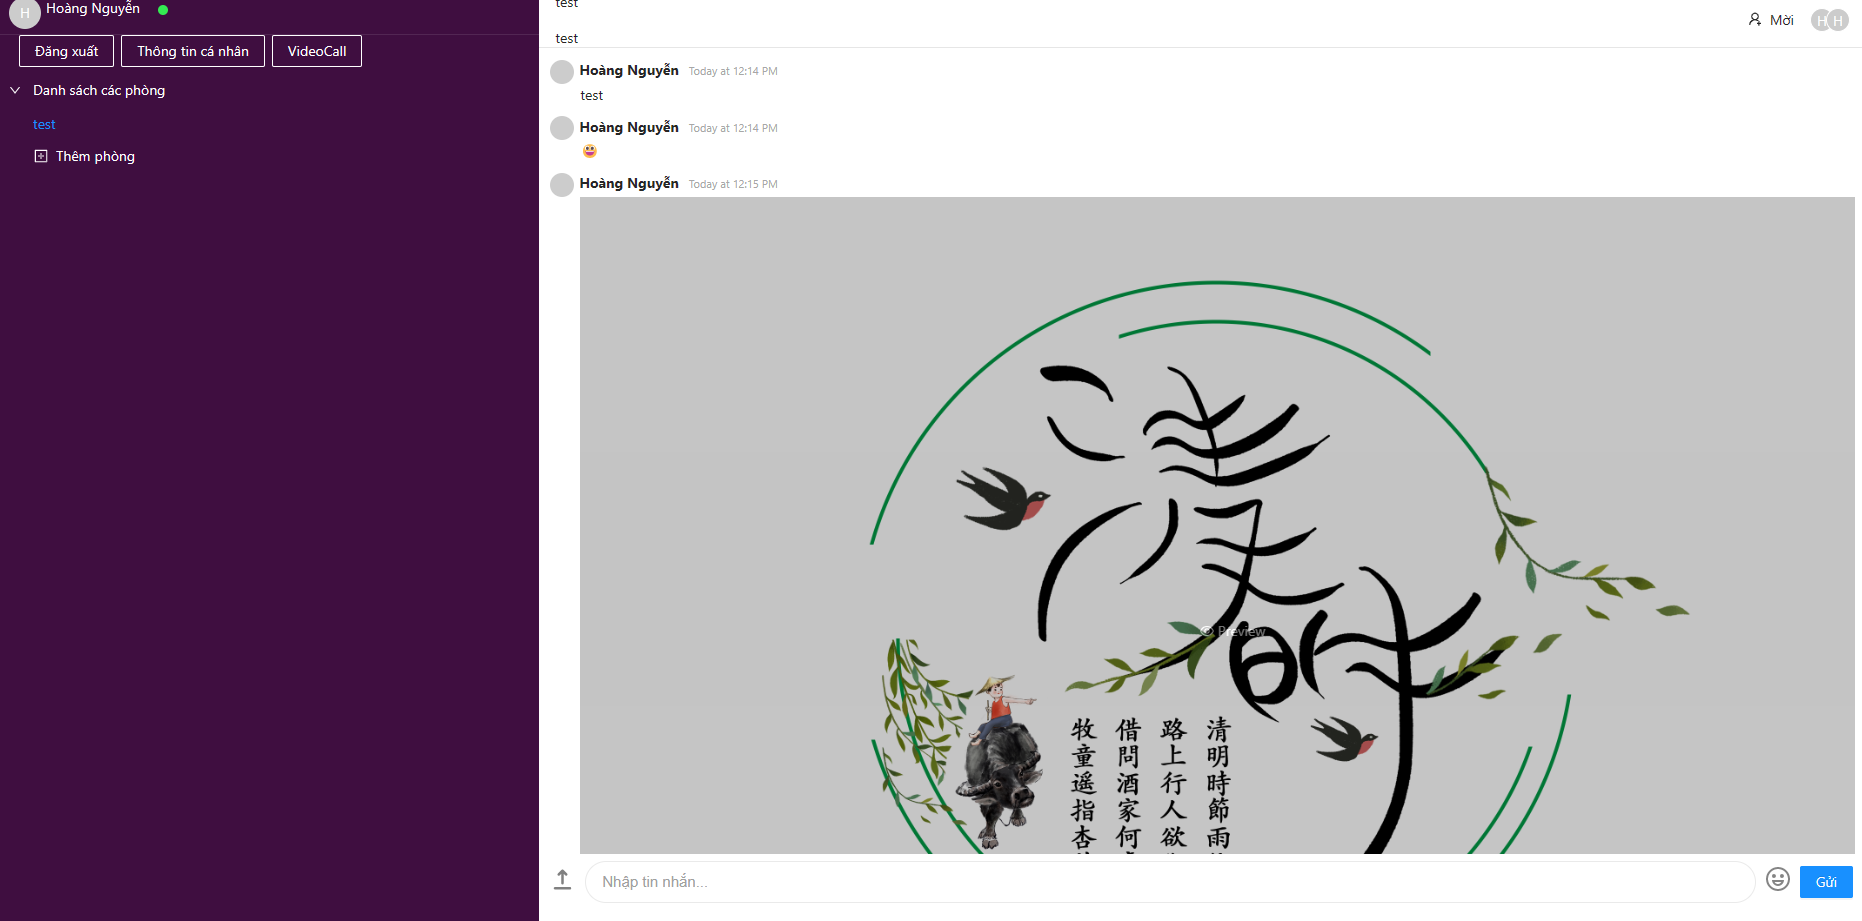 Hoàng Nguyễn
H
Đăng xuất
Thông tin cá nhân
VideoCall
Danh sách các phòng
test
Thêm phòng
test
test
Mời
H
H
Hoàng Nguyễn Today at 12:14 PM
test
Hoàng Nguyễn Today at 12:14 PM
😀
Hoàng Nguyễn Today at 12:15 PM
清明
Preview
清明時節雨
路上行人欲
借問酒家何
牧童遥指杏
Nhập tin nhắn...
Gửi